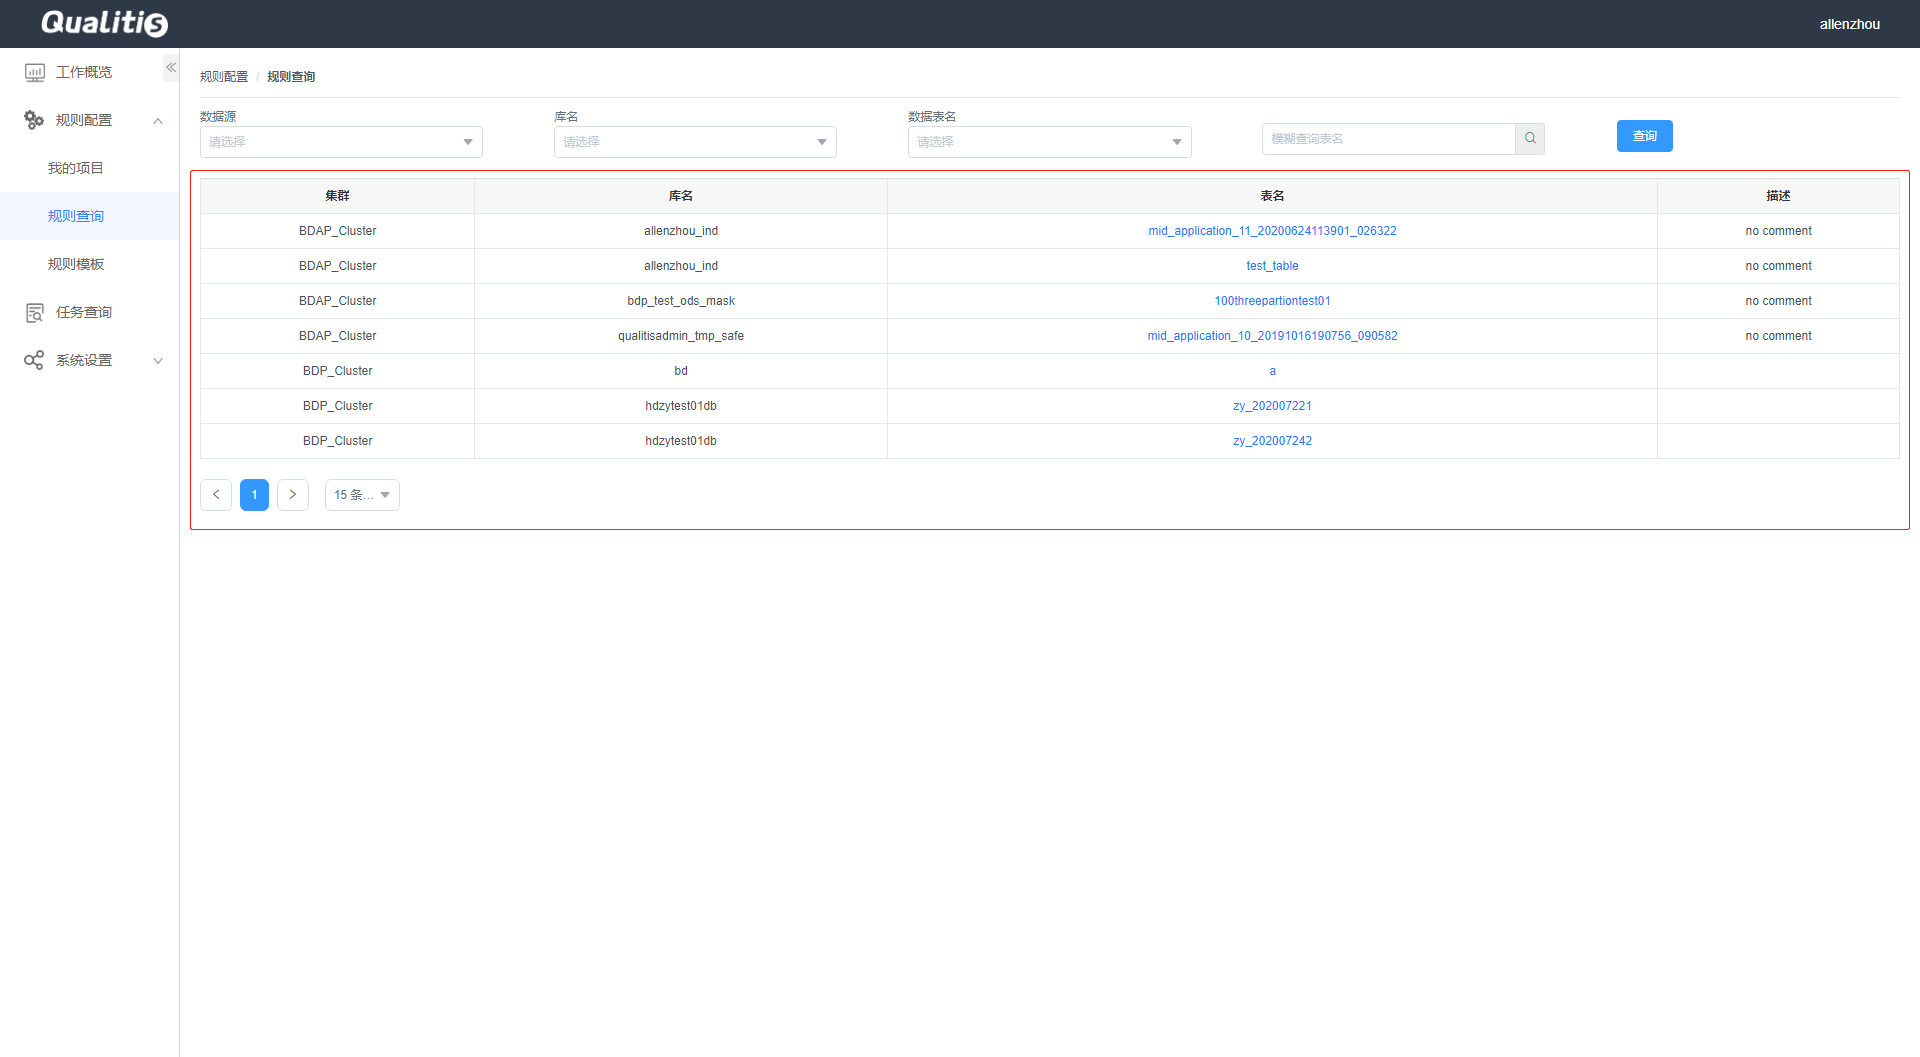 Qualitis
allenzhou
工作概览
规则配置
我的项目
规则查询
规则模板
任务查询
系统设置
规则配置 / 规则查询
数据源
请选择
库名
请选择
数据表名
请选择
模糊查询表名
查询
集群 库名 表名 描述
BDAP_Cluster allenzhou_ind mid_application_11_20200624113901_026322 no comment
BDAP_Cluster allenzhou_ind test_table no comment
BDAP_Cluster bdp_test_ods_mask 100threepartiontest01 no comment
BDAP_Cluster qualitisadmin_tmp_safe mid_application_10_20191016190756_090582 no comment
BDP_Cluster bd a
BDP_Cluster hdzytest01db zy_202007221
BDP_Cluster hdzytest01db zy_202007242
1 15 条...